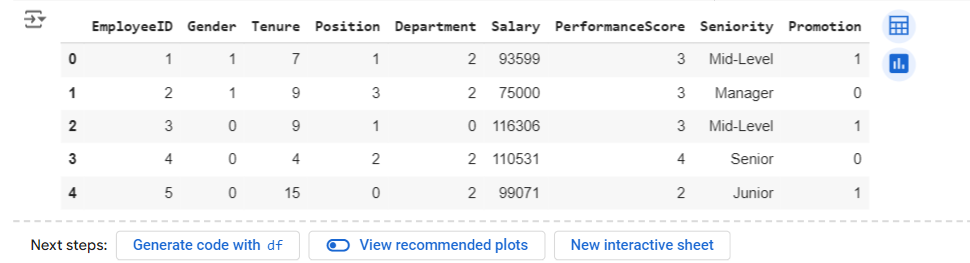 EmployeeID Gender Tenure Position Department Salary PerformanceScore Seniority Promotion
0 1 1 7 1 2 93599 3 Mid-Level 1
1 2 1 9 3 2 75000 3 Manager 0
2 3 0 9 1 0 116306 3 Mid-Level 1
3 4 0 4 2 2 110531 4 Senior 0
4 5 0 15 0 2 99071 2 Junior 1
Next steps: Generate code with df View recommended plots New interactive sheet